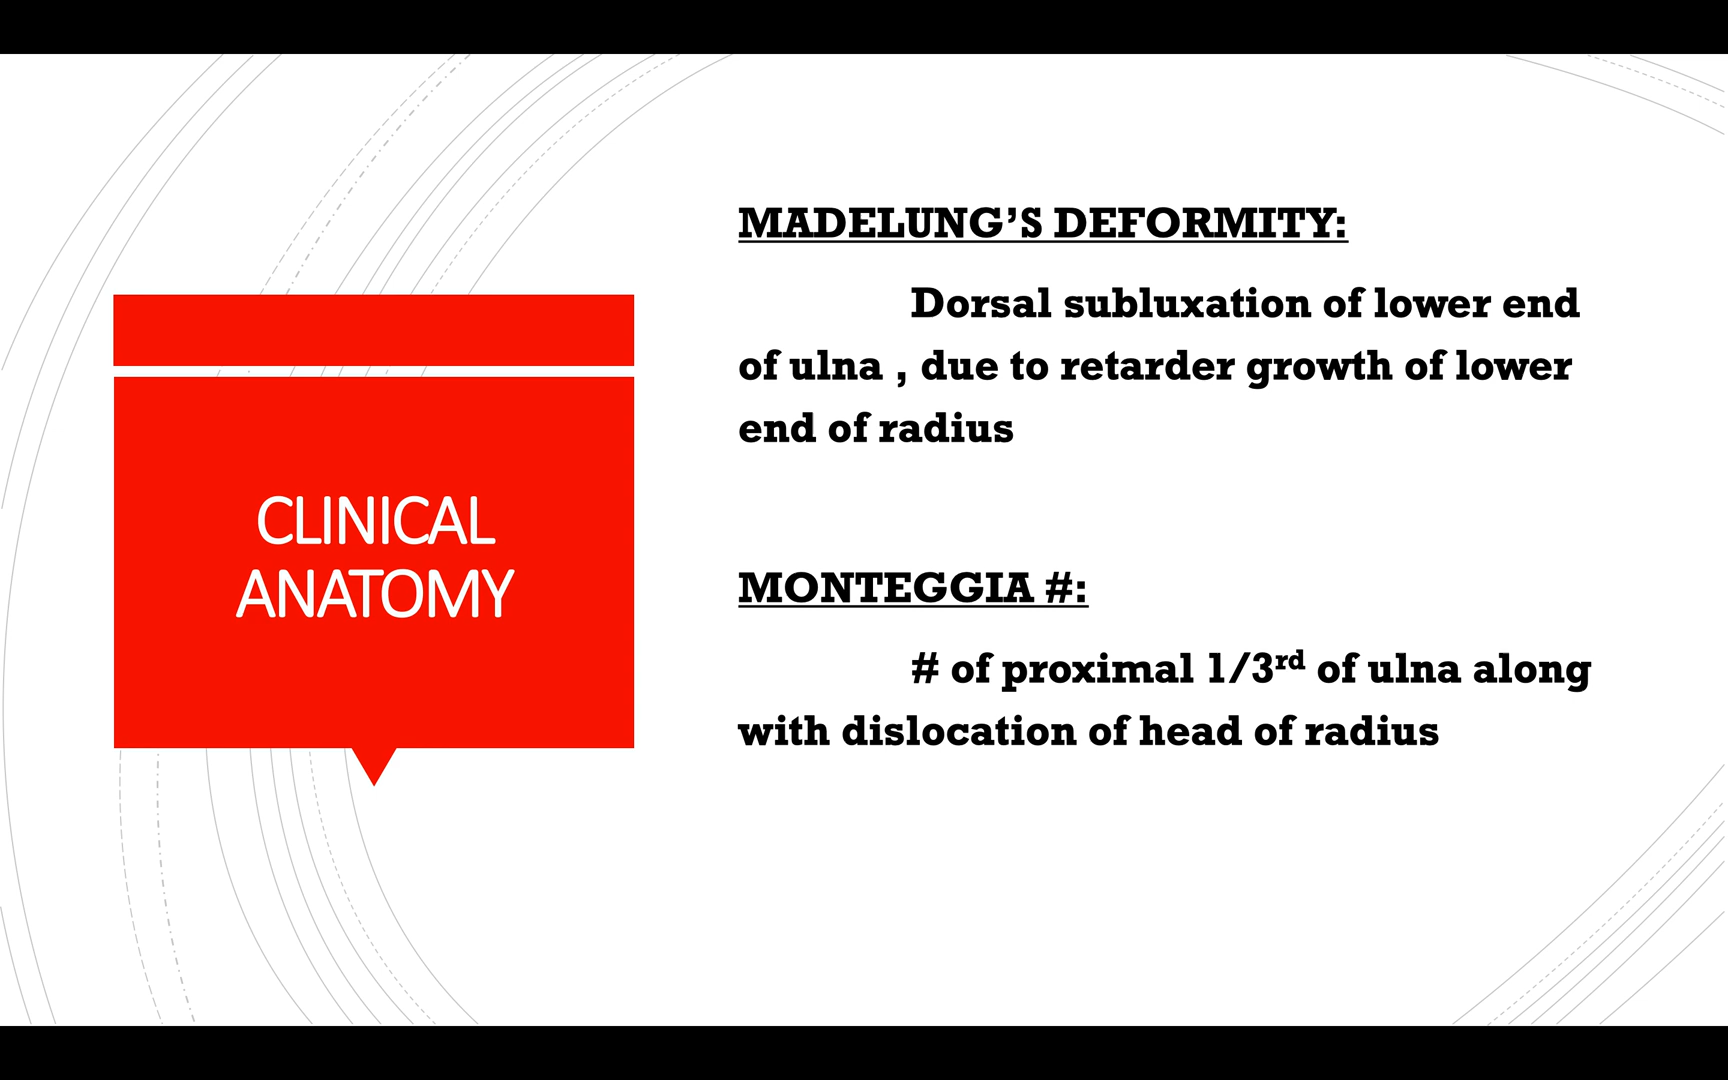 CLINICAL
ANATOMY
MADELUNG’S DEFORMITY:
Dorsal subluxation of lower end
of ulna , due to retarder growth of lower
end of radius
MONTEGGIA #:
# of proximal 1/3rd of ulna along
with dislocation of head of radius